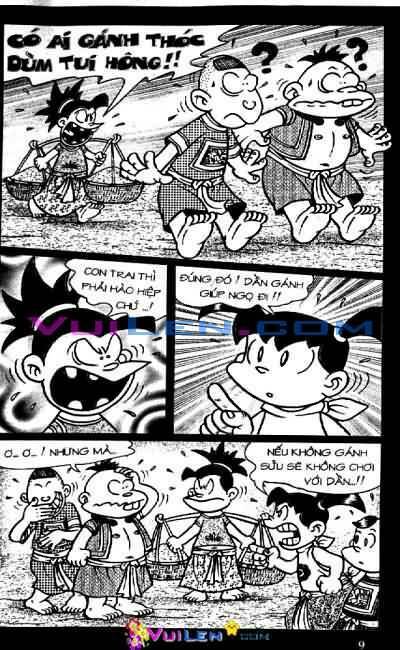 CÓ AI GÁNH THÓC
DÙM TUI HÔNG!!
?
?
CON TRAI THÌ
PHẢI HÀO HIỆP
CHỨ...!
ĐÚNG ĐÓ! DẦN GÁNH
GIÚP NGỌ ĐI!!
VUILEN.COM
Ơ...Ơ...! NHƯNG MÀ...
NẾU KHÔNG GÁNH
SỬU SẼ KHÔNG CHƠI
VỚI DẦN...!!
VUILEN.COM
9